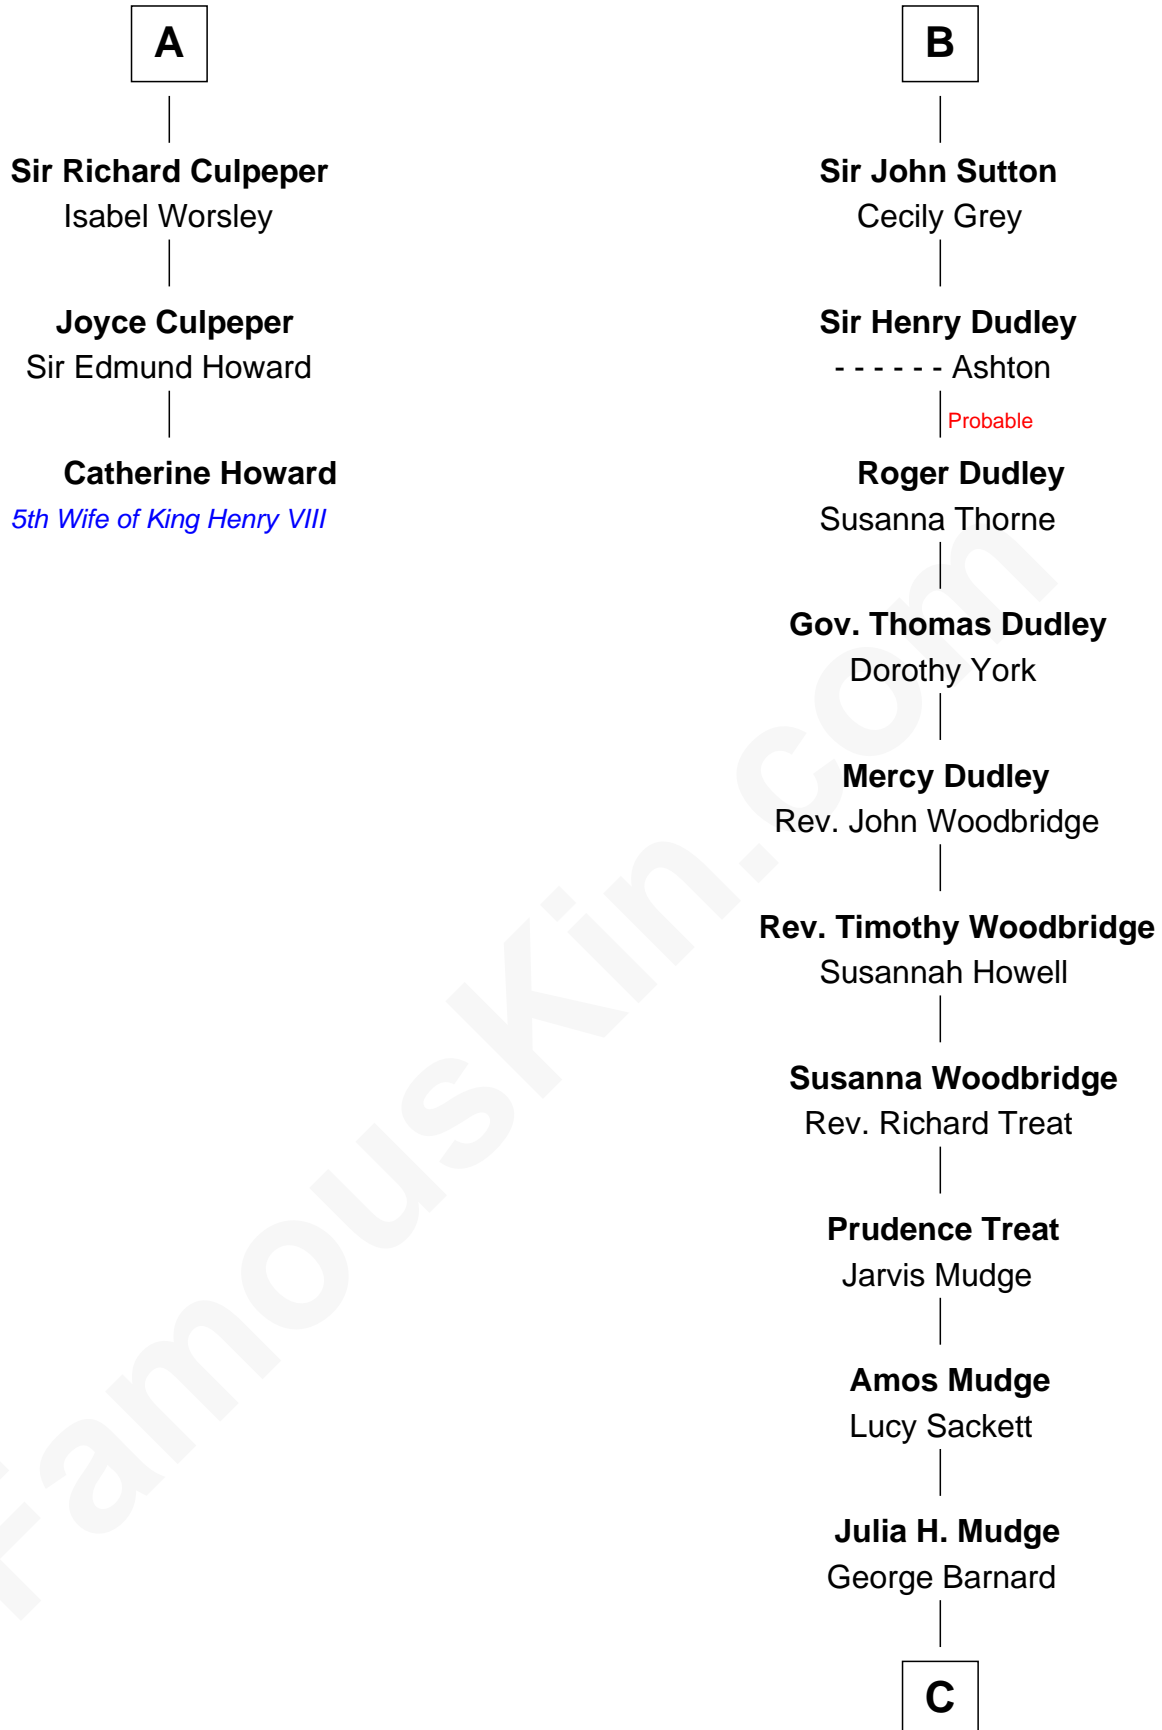 A
Sir Richard Culpeper
Isabel Worsley
Joyce Culpeper
Sir Edmund Howard
Catherine Howard
5th Wife of King Henry VIII
B
Sir John Sutton
Cecily Grey
Sir Henry Dudley
- - - - - - Ashton
Probable
Roger Dudley
Susanna Thorne
Gov. Thomas Dudley
Dorothy York
Mercy Dudley
Rev. John Woodbridge
Rev. Timothy Woodbridge
Susannah Howell
Susanna Woodbridge
Rev. Richard Treat
Prudence Treat
Jarvis Mudge
Amos Mudge
Lucy Sackett
Julia H. Mudge
George Barnard
C
FamousKin.com